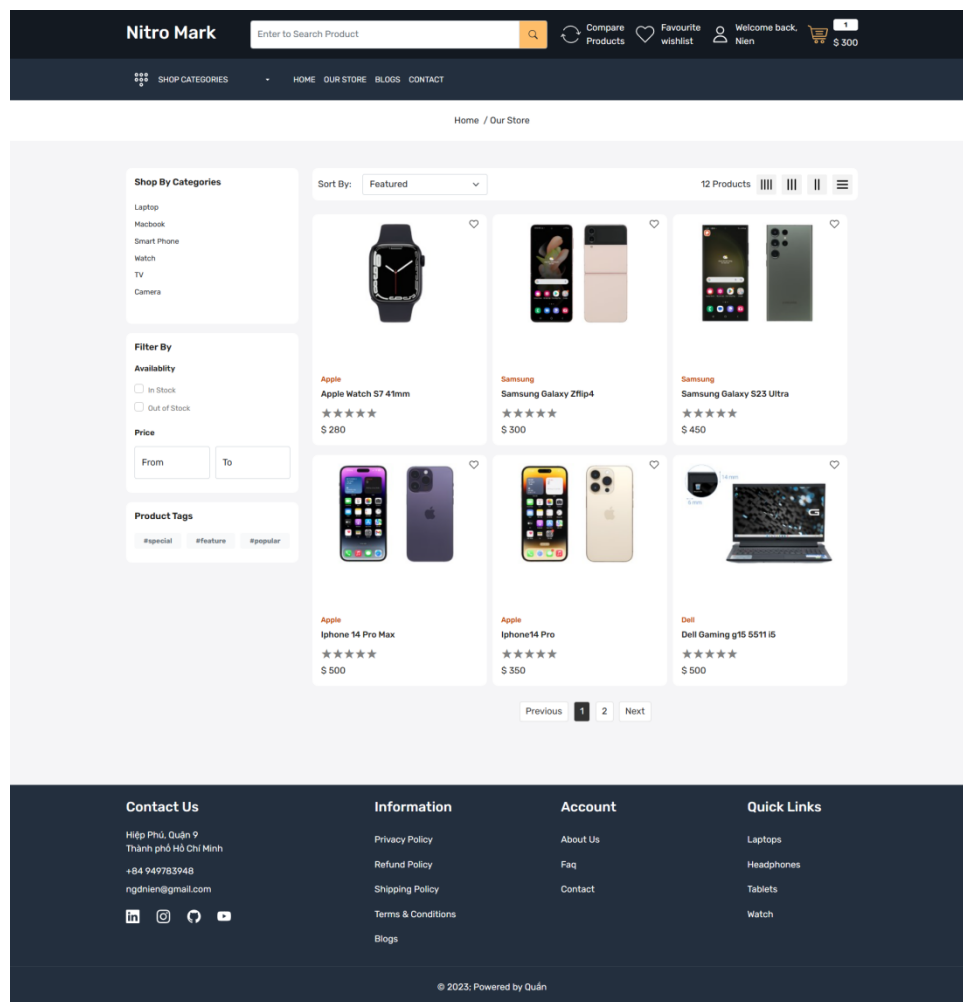 Nitro Mark
Enter to Search Product
Compare Products
Favourite wishlist
Welcome back, Nien
1
$ 300
SHOP CATEGORIES
HOME OUR STORE BLOGS CONTACT
Home / Our Store
Shop By Categories
Laptop
Macbook
Smart Phone
Watch
TV
Camera
Filter By
Availablity
In Stock
Out of Stock
Price
From To
Product Tags
#special #feature #popular
Sort By: Featured
12 Products
Apple
Apple Watch S7 41mm
$ 280
Samsung
Samsung Galaxy Zflip4
$ 300
Samsung
Samsung Galaxy S23 Ultra
$ 450
Apple
Iphone 14 Pro Max
$ 500
Apple
Iphone14 Pro
$ 350
14 mm
Dell
Dell Gaming g15 5511 i5
$ 500
Previous 1 2 Next
Contact Us
Hiệp Phú, Quận 9
Thành phố Hồ Chí Minh
+84 949783948
ngdnien@gmail.com
Information
Privacy Policy
Refund Policy
Shipping Policy
Terms & Conditions
Blogs
Account
About Us
Faq
Contact
Quick Links
Laptops
Headphones
Tablets
Watch
© 2023; Powered by Quấn